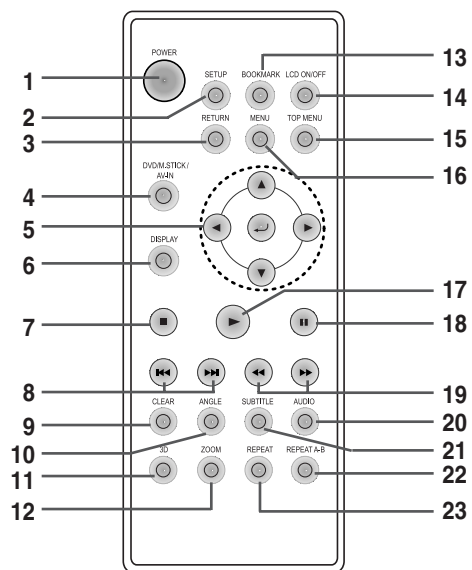 POWER
1
SETUP
BOOKMARK
LCD ON/OFF
13
2
14
RETURN
MENU
TOP MENU
3
15
16
DVD/M.STICK/
AV-IN
4
5
DISPLAY
6
17
7
18
8
19
CLEAR
ANGLE
SUBTITLE
AUDIO
9
20
10
21
3D
ZOOM
REPEAT
REPEAT A-B
11
22
12
23